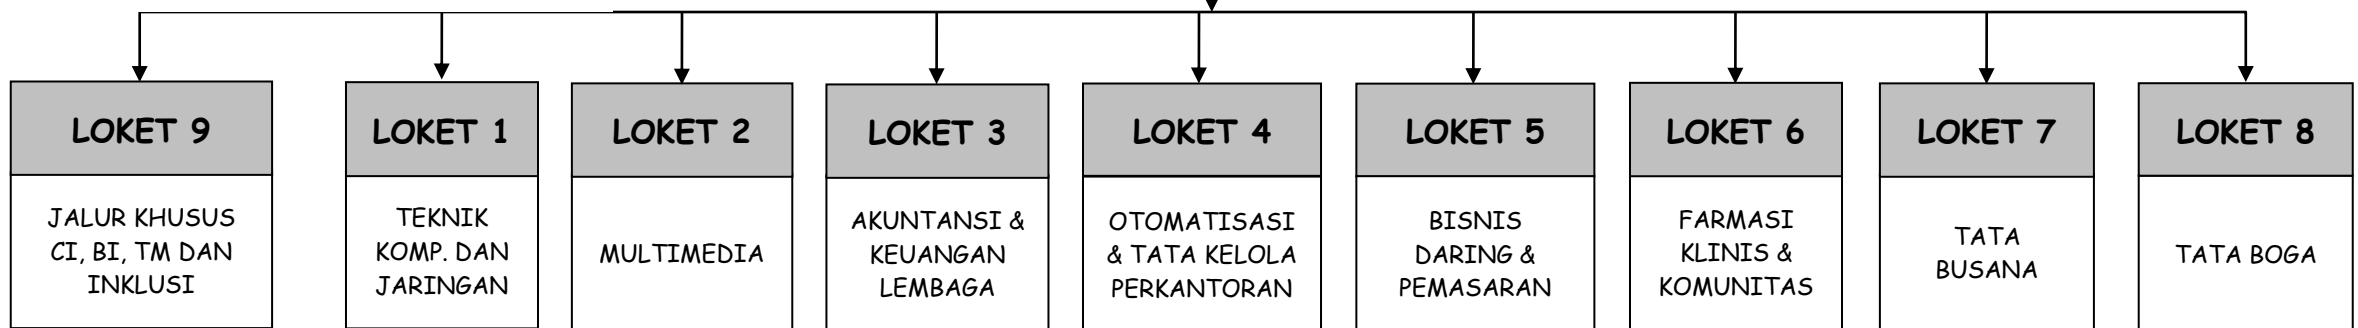 LOKET 9
JALUR KHUSUS
CI, BI, TM DAN
INKLUSI
LOKET 1
TEKNIK
KOMP. DAN
JARINGAN
LOKET 2
MULTIMEDIA
LOKET 3
AKUNTANSI &
KEUANGAN
LEMBAGA
LOKET 4
OTOMATISASI
& TATA KELOLA
PERKANTORAN
LOKET 5
BISNIS
DARING &
PEMASARAN
LOKET 6
FARMASI
KLINIS &
KOMUNITAS
LOKET 7
TATA
BUSANA
LOKET 8
TATA BOGA